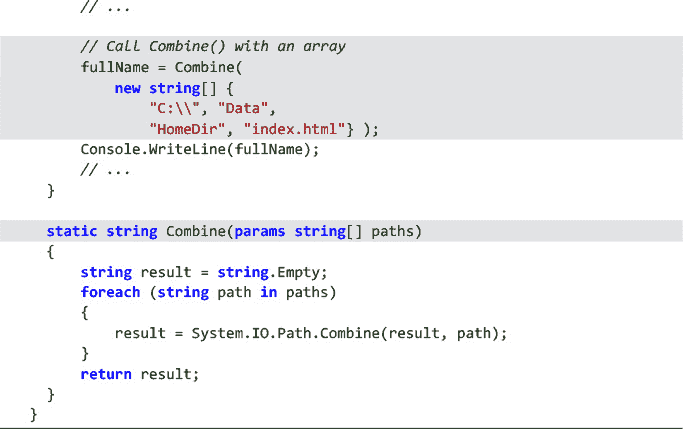 // ...
// Call Combine() with an array
fullName = Combine(
new string[] {
"C:\\", "Data",
"HomeDir", "index.html"} );
Console.WriteLine(fullName);
// ...
}
static string Combine(params string[] paths)
{
string result = string.Empty;
foreach (string path in paths)
{
result = System.IO.Path.Combine(result, path);
}
return result;
}
}